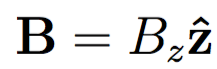 𝐁 = B_z 𝐳̂